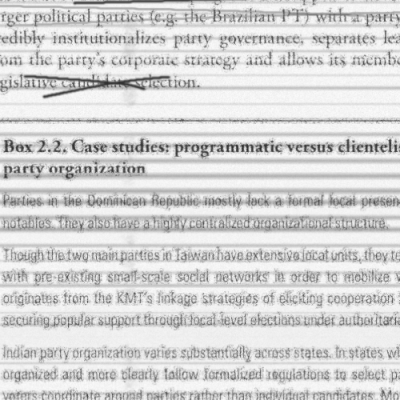 rger political parties (e.g. the Brazilian PT) with a party
redibly institutionalizes party governance, separates lea
om the party's corporate strategy and allows its membe
gislative candidate selection.
Box 2.2. Case studies: programmatic versus clienteli
party organization
Parties in the Dominican Republic mostly lack a formal local presen
notables. They also have a highly centralized organizational structure.
Though the two main parties in Taiwan have extensive local units, they te
with pre-existing small-scale social networks in order to mobilize v
originates from the KMT's linkage strategies of eliciting cooperation
securing popular support through local-level elections under authoritaria
Indian party organization varies substantially across states. In states wi
organized and more clearly follow formalized regulations to select pa
voters coordinate around parties rather than individual candidates. Mo